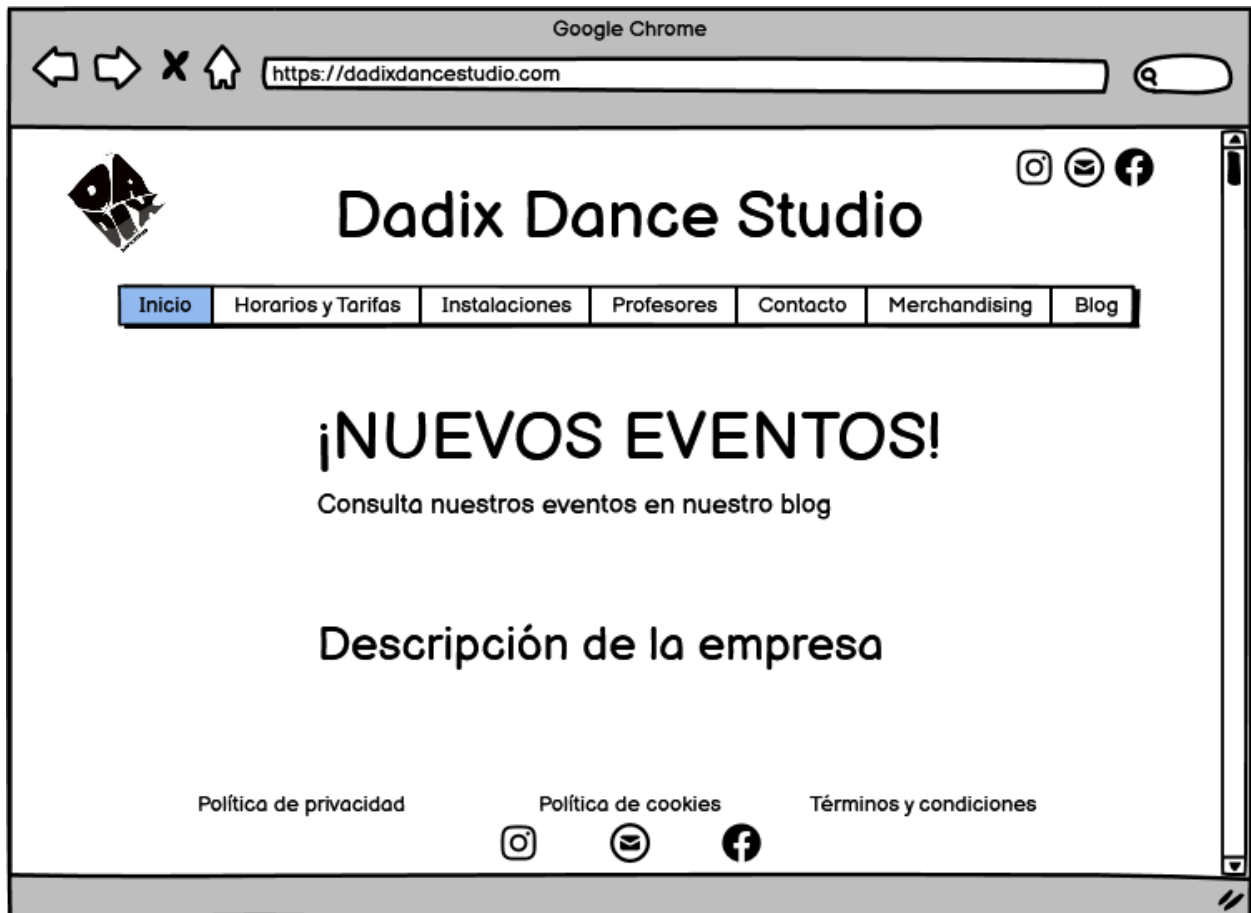 Google Chrome
https://dadixdancestudio.com
Dadix Dance Studio
Inicio Horarios y Tarifas Instalaciones Profesores Contacto Merchandising Blog
¡NUEVOS EVENTOS!
Consulta nuestros eventos en nuestro blog
Descripción de la empresa
Política de privacidad Política de cookies Términos y condiciones